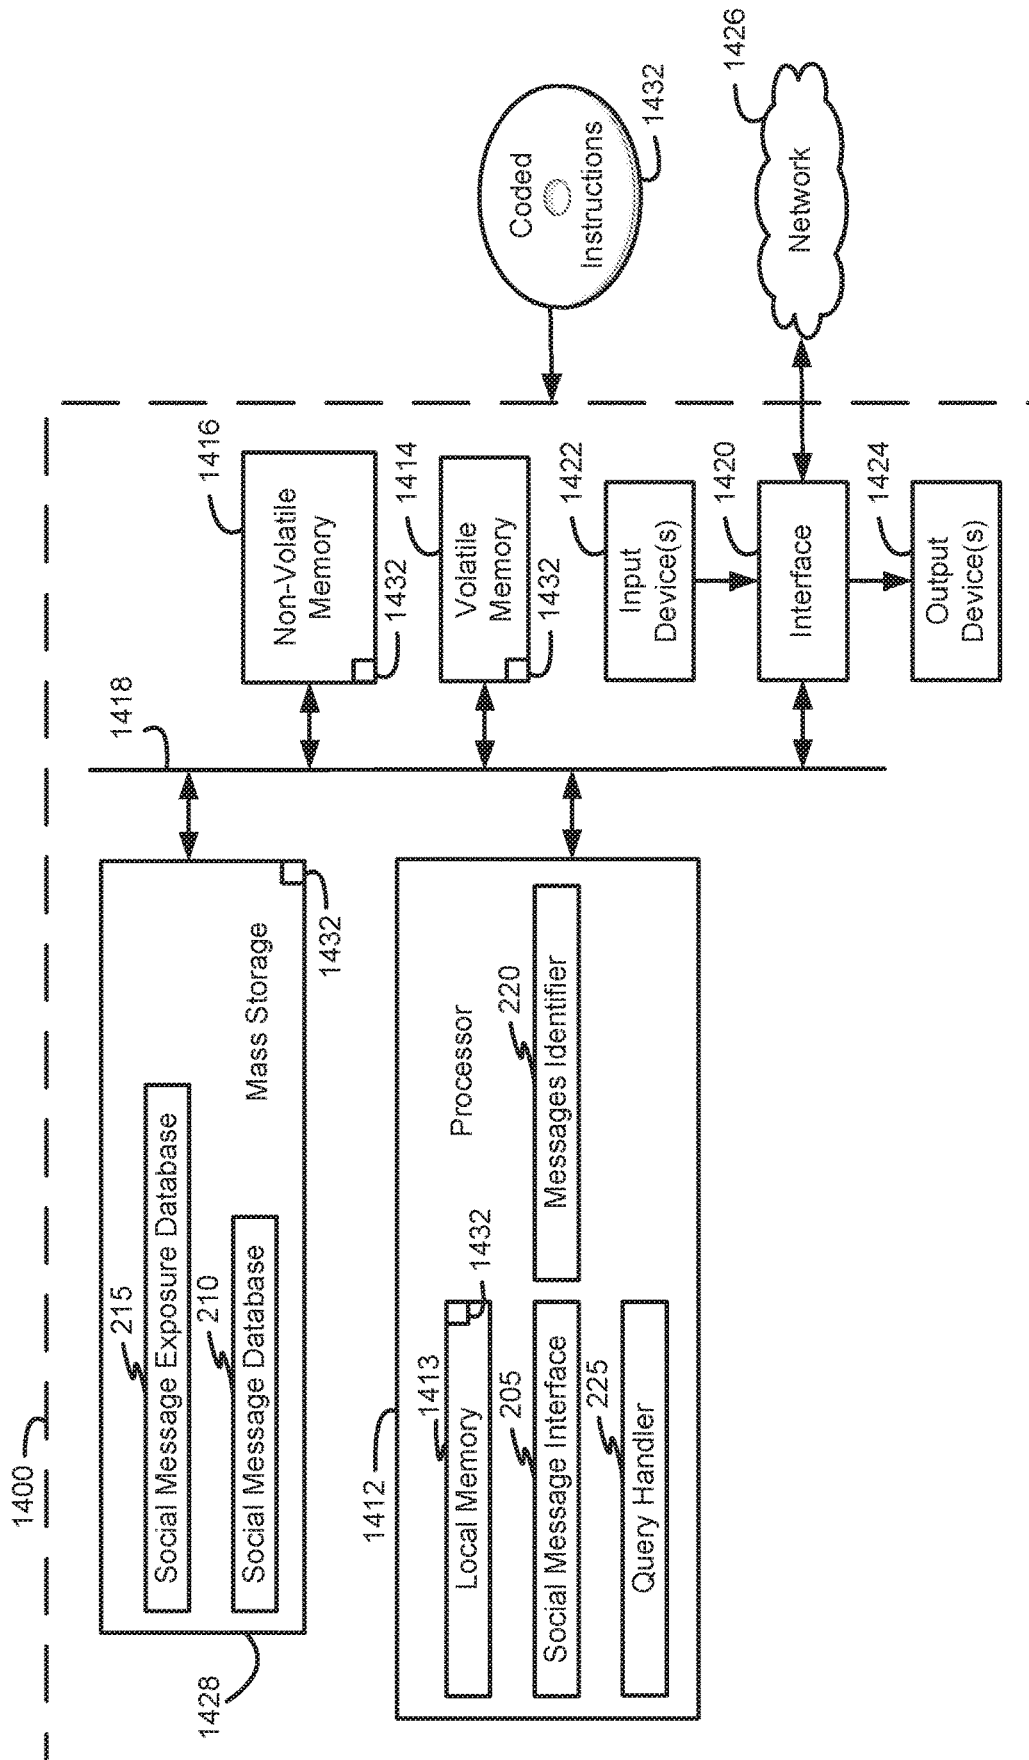 1400
1428
215
Social Message Exposure Database
210
Social Message Database
Mass Storage
1432
1412
1413
Local Memory
1432
Processor
205
Social Message Interface
220
Messages Identifier
225
Query Handler
1418
1416
Non-Volatile
Memory
1432
1414
Volatile
Memory
1432
1422
Input
Device(s)
1420
Interface
1424
Output
Device(s)
Coded
Instructions
1432
1426
Network